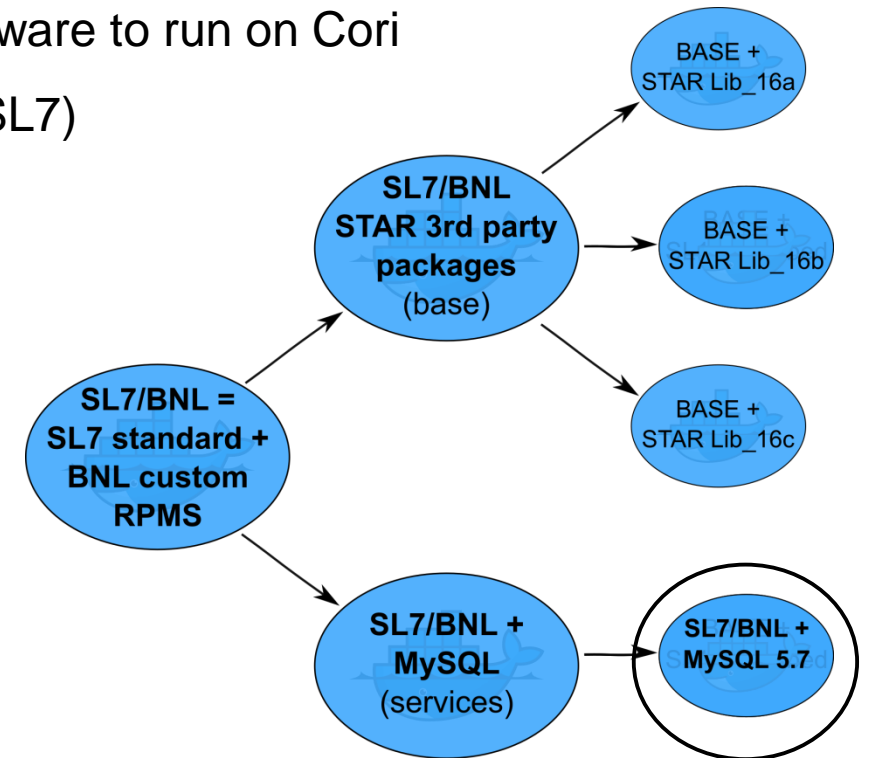 ware to run on Cori
SL7)
BASE +
STAR Lib_16a
SL7/BNL
STAR 3rd party
packages
(base)
BASE +
STAR Lib_16b
BASE +
STAR Lib_16c
SL7/BNL =
SL7 standard +
BNL custom
RPMS
SL7/BNL +
MySQL
(services)
SL7/BNL +
MySQL 5.7